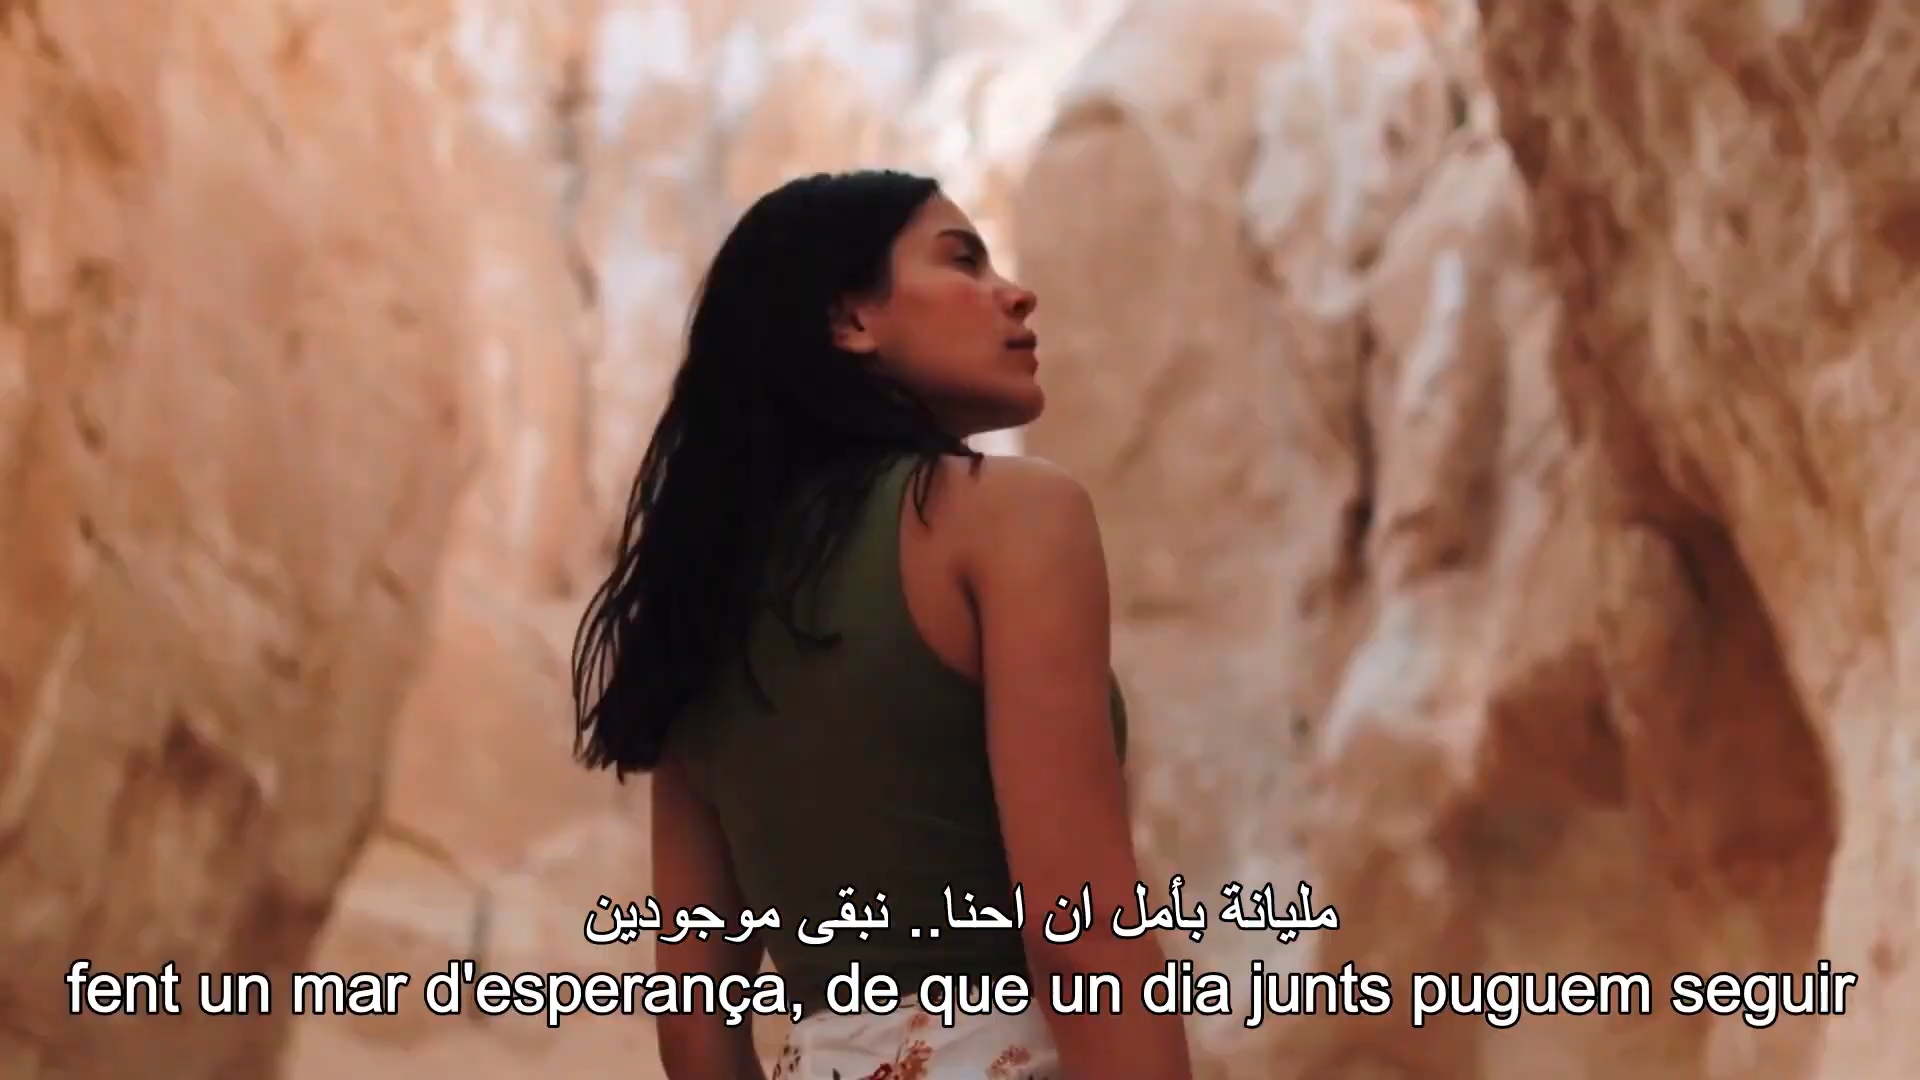 مليانة بأمل ان احنا.. نبقى موجودين
fent un mar d'esperança, de que un dia junts puguem seguir